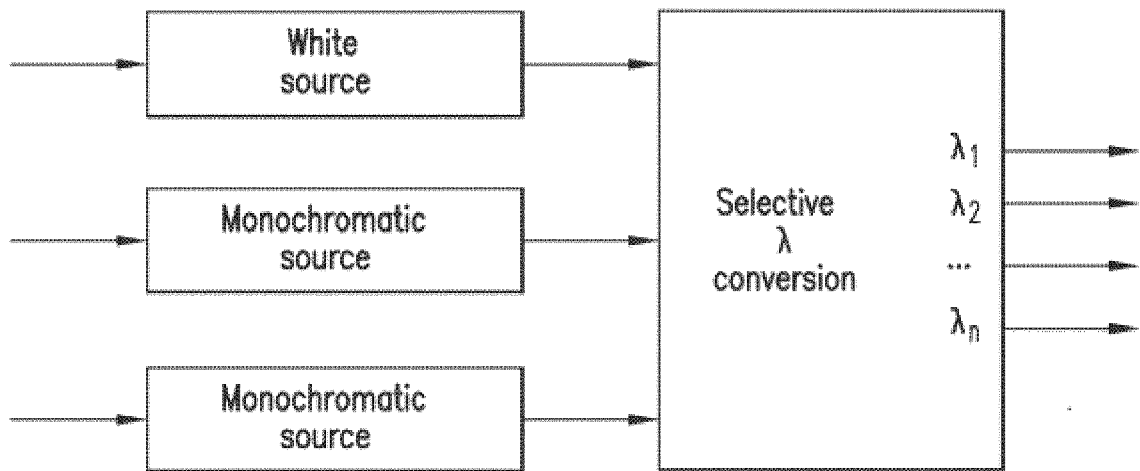 White
source
Monochromatic
source
Monochromatic
source
Selective
λ
conversion
λ1
λ2
...
λn